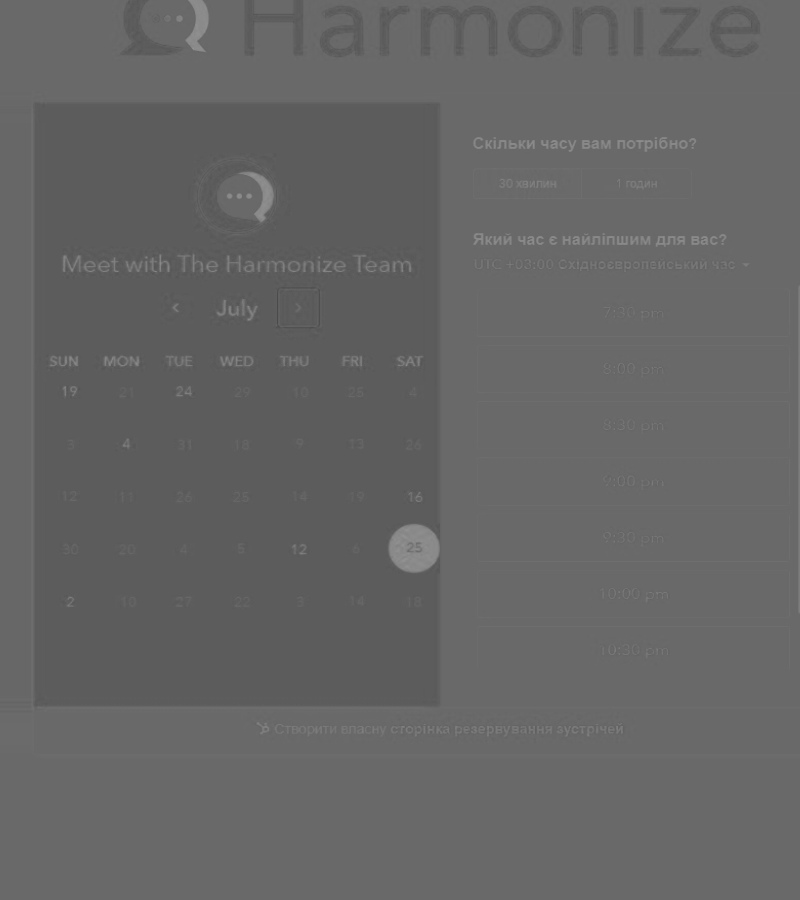 Harmonize
Meet with The Harmonize Team
July
SUN MON TUE WED THU FRI SAT
19 21 24 29 10 25 4
3 4 31 18 9 13 26
12 11 26 25 14 19 16
30 20 4 5 12 6 25
2 10 27 22 3 14 13
Скільки часу вам потрібно?
30 хвилин 1 годин
Який час є найліпшим для вас?
UTC +03:00 Східноєвропейський час
7:30 pm
8:00 pm
8:30 pm
9:00 pm
9:30 pm
10:00 pm
10:30 pm
Створити власну сторінка резервування зустрічей